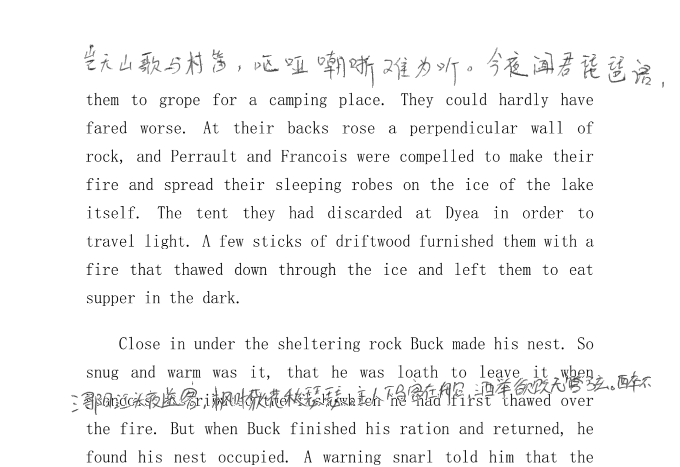 岂无山歌与村笛，呕哑嘲哳难为听。今夜闻君琵琶语，
them to grope for a camping place. They could hardly have
fared worse. At their backs rose a perpendicular wall of
rock, and Perrault and Francois were compelled to make their
fire and spread their sleeping robes on the ice of the lake
itself. The tent they had discarded at Dyea in order to
travel light. A few sticks of driftwood furnished them with a
fire that thawed down through the ice and left them to eat
supper in the dark.
Close in under the sheltering rock Buck made his nest. So
snug and warm was it, that he was loath to leave it when
浔阳江头夜送客，枫叶荻花秋瑟瑟。主人下马客在船，酒举欲饮无管弦。醉不
he had first thawed over
the fire. But when Buck finished his ration and returned, he
found his nest occupied. A warning snarl told him that the